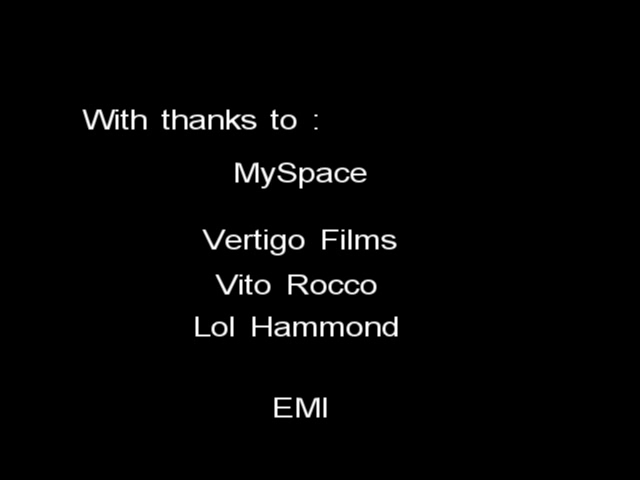 With thanks to :
MySpace
Vertigo Films
Vito Rocco
Lol Hammond
EMI